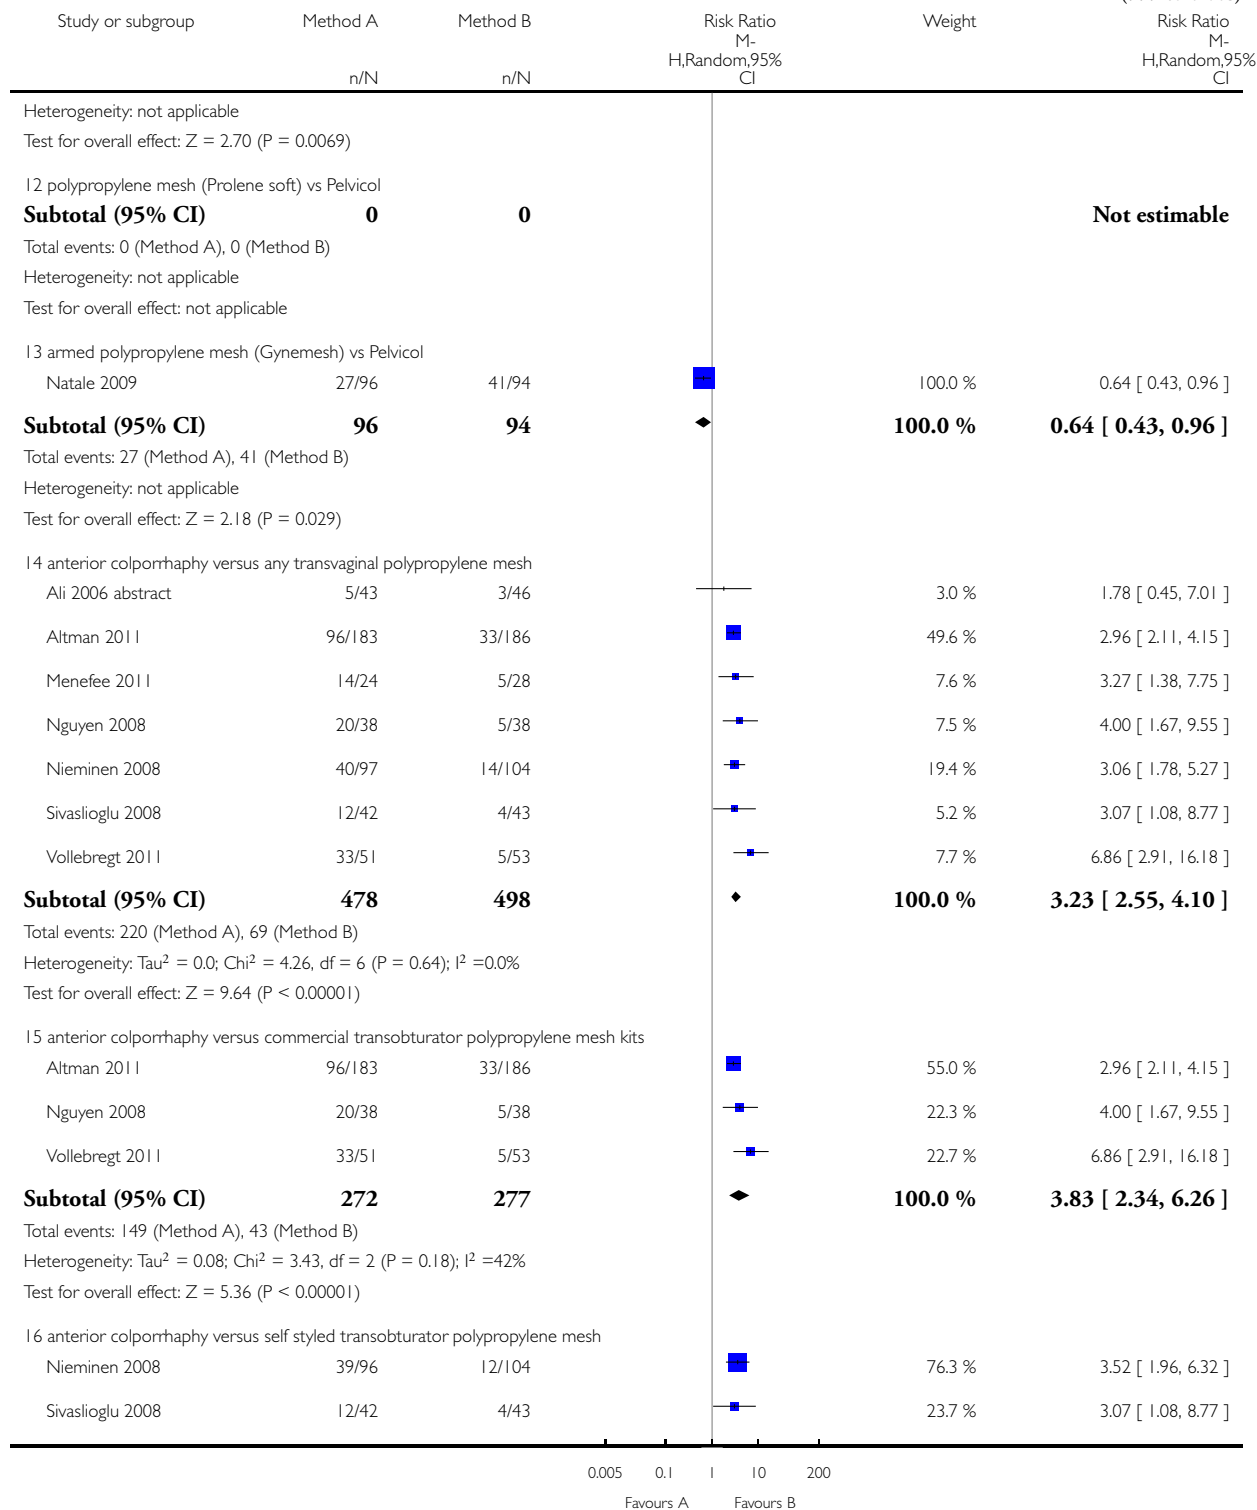 Study or subgroup Method A Method B Risk Ratio Weight Risk Ratio
M- M-
H,Random,95% H,Random,95%
n/N n/N CI CI
Heterogeneity: not applicable
Test for overall effect: Z = 2.70 (P = 0.0069)
12 polypropylene mesh (Prolene soft) vs Pelvicol
Subtotal (95% CI) 0 0 Not estimable
Total events: 0 (Method A), 0 (Method B)
Heterogeneity: not applicable
Test for overall effect: not applicable
13 armed polypropylene mesh (Gynemesh) vs Pelvicol
Natale 2009 27/96 41/94 100.0 % 0.64 [ 0.43, 0.96 ]
Subtotal (95% CI) 96 94 100.0 % 0.64 [ 0.43, 0.96 ]
Total events: 27 (Method A), 41 (Method B)
Heterogeneity: not applicable
Test for overall effect: Z = 2.18 (P = 0.029)
14 anterior colporrhaphy versus any transvaginal polypropylene mesh
Ali 2006 abstract 5/43 3/46 3.0 % 1.78 [ 0.45, 7.01 ]
Altman 2011 96/183 33/186 49.6 % 2.96 [ 2.11, 4.15 ]
Menefee 2011 14/24 5/28 7.6 % 3.27 [ 1.38, 7.75 ]
Nguyen 2008 20/38 5/38 7.5 % 4.00 [ 1.67, 9.55 ]
Nieminen 2008 40/97 14/104 19.4 % 3.06 [ 1.78, 5.27 ]
Sivaslioglu 2008 12/42 4/43 5.2 % 3.07 [ 1.08, 8.77 ]
Vollebregt 2011 33/51 5/53 7.7 % 6.86 [ 2.91, 16.18 ]
Subtotal (95% CI) 478 498 100.0 % 3.23 [ 2.55, 4.10 ]
Total events: 220 (Method A), 69 (Method B)
Heterogeneity: Tau² = 0.0; Chi² = 4.26, df = 6 (P = 0.64); I² =0.0%
Test for overall effect: Z = 9.64 (P < 0.00001)
15 anterior colporrhaphy versus commercial transobturator polypropylene mesh kits
Altman 2011 96/183 33/186 55.0 % 2.96 [ 2.11, 4.15 ]
Nguyen 2008 20/38 5/38 22.3 % 4.00 [ 1.67, 9.55 ]
Vollebregt 2011 33/51 5/53 22.7 % 6.86 [ 2.91, 16.18 ]
Subtotal (95% CI) 272 277 100.0 % 3.83 [ 2.34, 6.26 ]
Total events: 149 (Method A), 43 (Method B)
Heterogeneity: Tau² = 0.08; Chi² = 3.43, df = 2 (P = 0.18); I² =42%
Test for overall effect: Z = 5.36 (P < 0.00001)
16 anterior colporrhaphy versus self styled transobturator polypropylene mesh
Nieminen 2008 39/96 12/104 76.3 % 3.52 [ 1.96, 6.32 ]
Sivaslioglu 2008 12/42 4/43 23.7 % 3.07 [ 1.08, 8.77 ]
0.005 0.1 1 10 200
Favours A Favours B